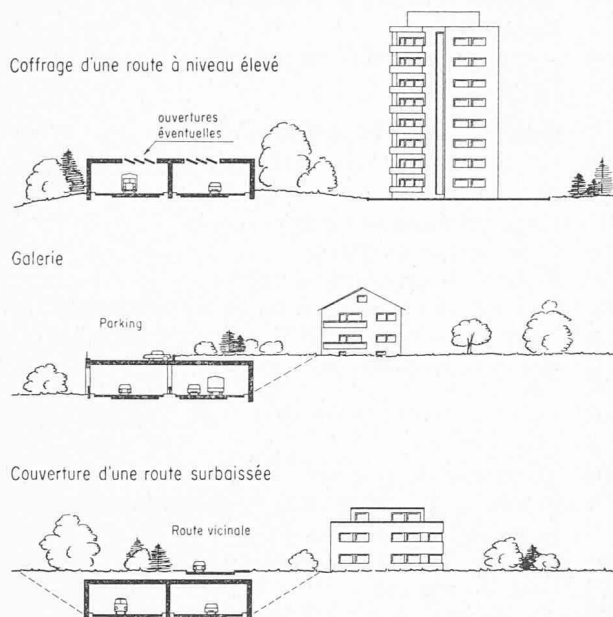 Coffrage d'une route à niveau élevé
ouvertures
éventuelles
Galerie
Parking
Couverture d'une route surbaissée
Route vicinale